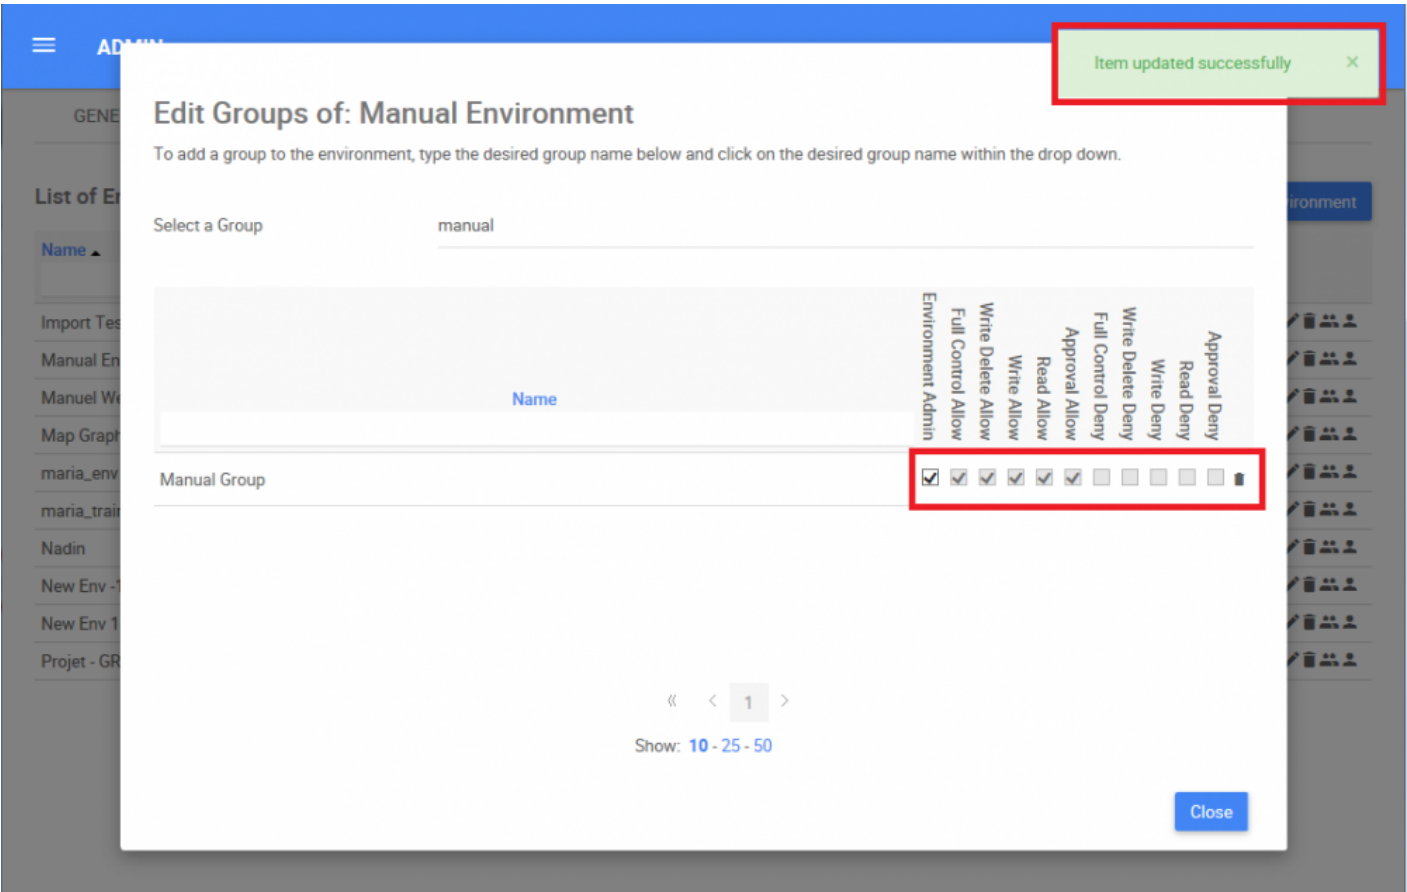 ADMIN
Item updated successfully
GENE
Edit Groups of: Manual Environment
To add a group to the environment, type the desired group name below and click on the desired group name within the drop down.
List of En
ironment
Select a Group
manual
Name
Environment Admin
Full Control Allow
Write Delete Allow
Write Allow
Read Allow
Approval Allow
Full Control Deny
Write Delete Deny
Write Deny
Read Deny
Approval Deny
Name
Import Tes
Manual En
Manuel We
Map Graph
maria_env
Manual Group
maria_train
Nadin
New Env -1
New Env 1
Projet - GR
1
Show: 10 - 25 - 50
Close